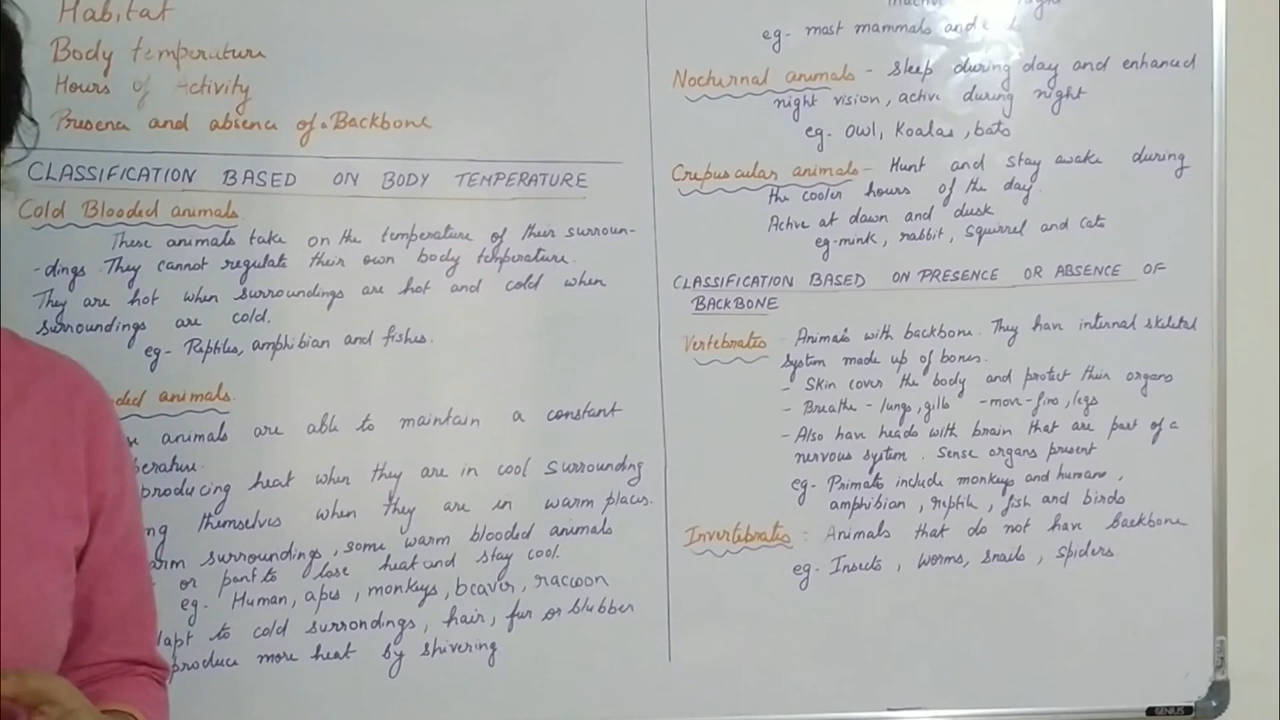 Habitat
Body temperature
Hours of Activity
Presence and absence of Backbone
CLASSIFICATION BASED ON BODY TEMPERATURE
Cold Blooded animals
These animals take on the temperature of their surroun-
-dings. They cannot regulate their own body temperature.
They are hot when surroundings are hot and cold when
surroundings are cold.
eg- Reptiles, amphibian and fishes.
ded animals.
animals are able to maintain a constant
perature.
producing heat when they are in cool surrounding
ng themselves when they are in warm places.
arm surroundings, some warm blooded animals
or pant to lose heat and stay cool.
eg- Human, apes, monkeys, beaver, raccoon
dapt to cold surrondings, hair, fur or blubber
produce more heat by shivering
eg- most mammals and
Nocturnal animals - Sleep during day and enhanced
night vision, active during night
eg- owl, Koalas, bats
Crepuscular animals - Hunt and stay awake during
the cooler hours of the day.
Active at dawn and dusk
eg- mink, rabbit, squirrel and cats
CLASSIFICATION BASED ON PRESENCE OR ABSENCE OF
BACKBONE
Vertebrates - Animals with backbone. They have internal skeletal
system made up of bones.
- Skin cover the body and protect their organs
- Breathe - lungs, gills - move - fins, legs
- Also have heads with brain that are part of a
nervous system. Sense organs present
eg- Primates include monkeys and humans,
amphibian, reptile, fish and birds
Invertebrates : Animals that do not have backbone
eg- Insects, worms, snails, spiders.
GENIUS